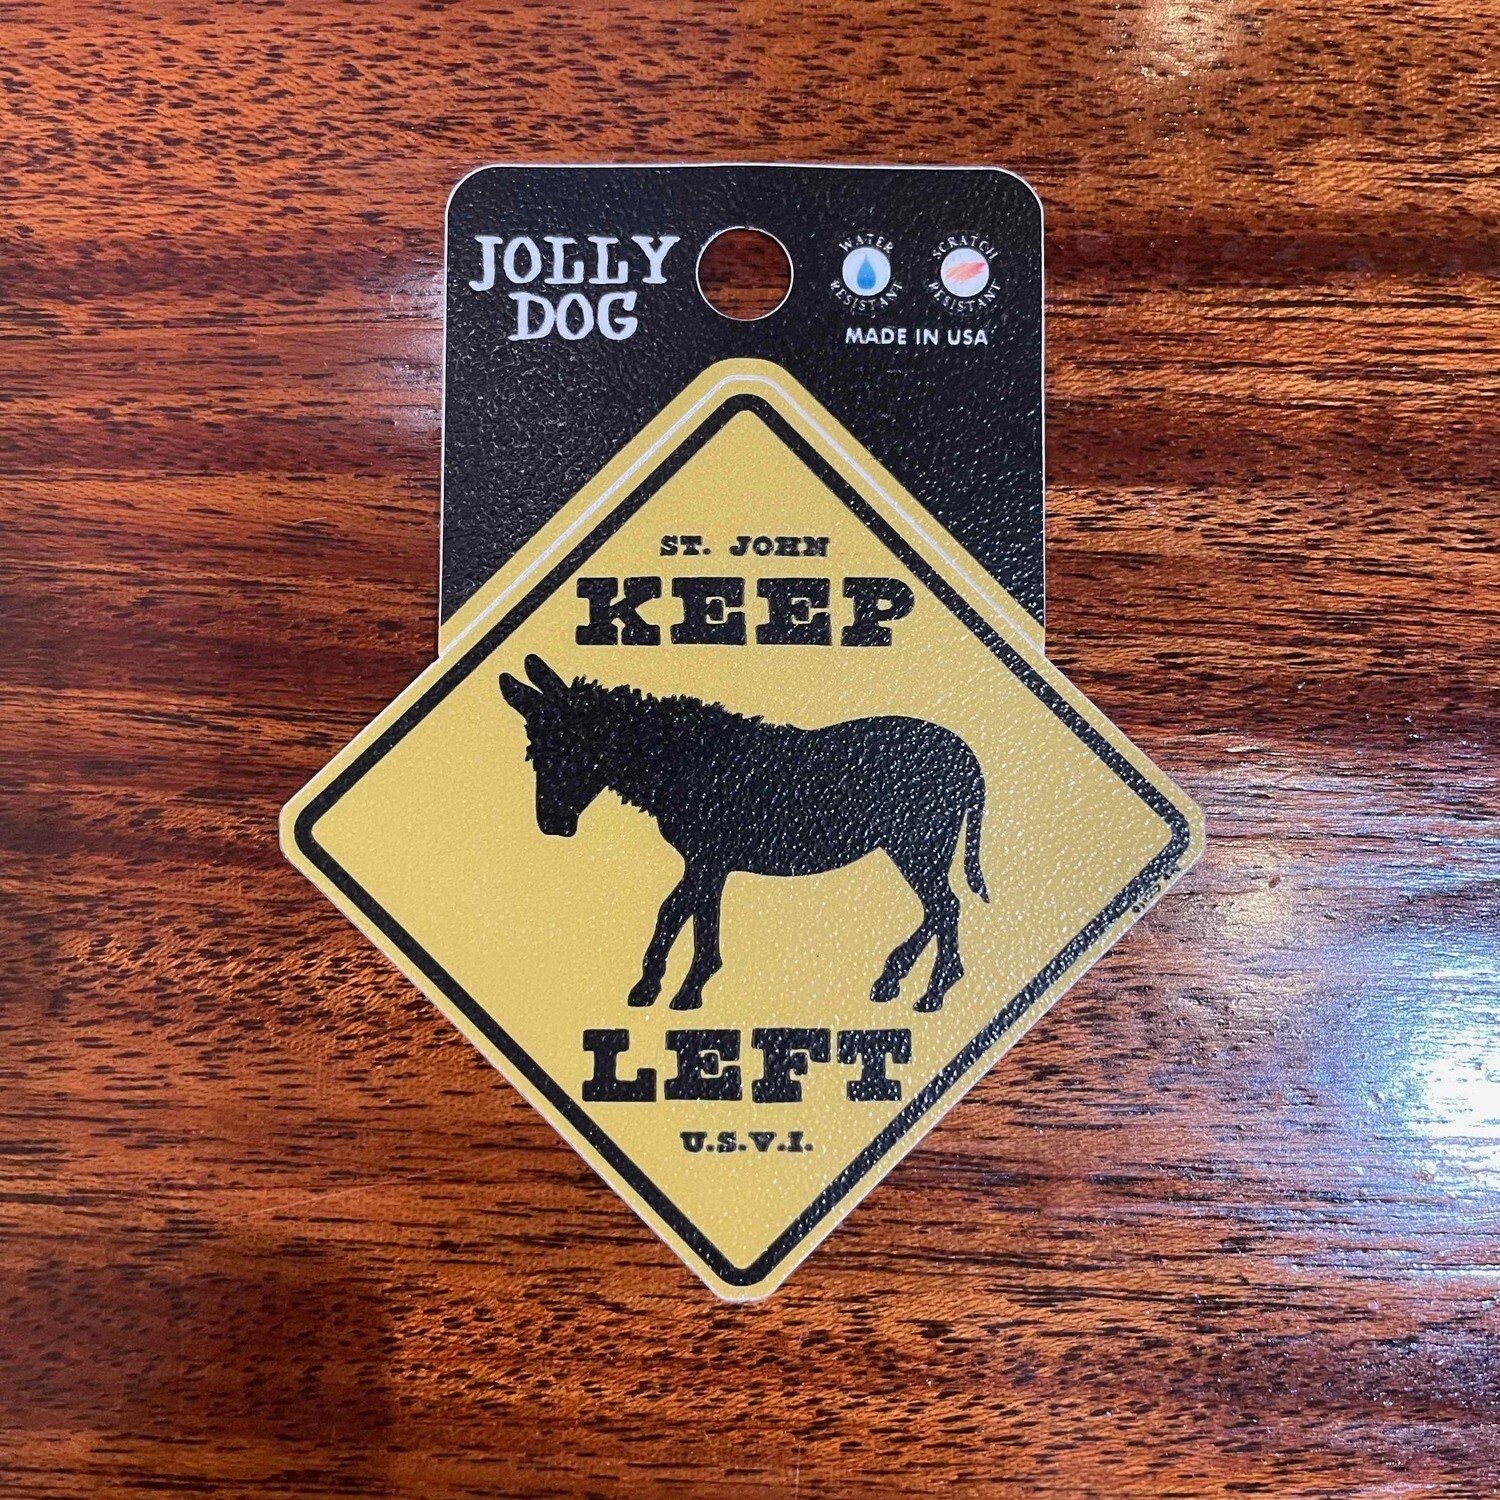 JOLLY
DOG
WATER
RESISTANT
SCRATCH
RESISTANT
MADE IN USA
ST. JOHN
KEEP
LEFT
U.S.V.I.